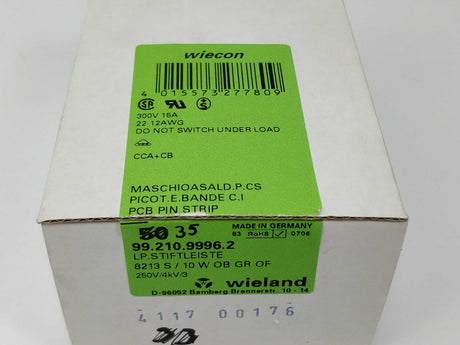 wiecon
4 015573 277809
300V 15A
22-12AWG
DO NOT SWITCH UNDER LOAD
CCA+CB
MASCHIOASALD.P.CS
PICOT.E.BANDE C.I
PCB PIN STRIP
50 35
MADE IN GERMANY
99.210.9996.2
83 RoHS 0706
LP.STIFTLEISTE
8213 S / 10 W OB GR OF
250V/4kV/3
wieland
D-96052 Bamberg Brennerstr. 10 - 14
4117 00176